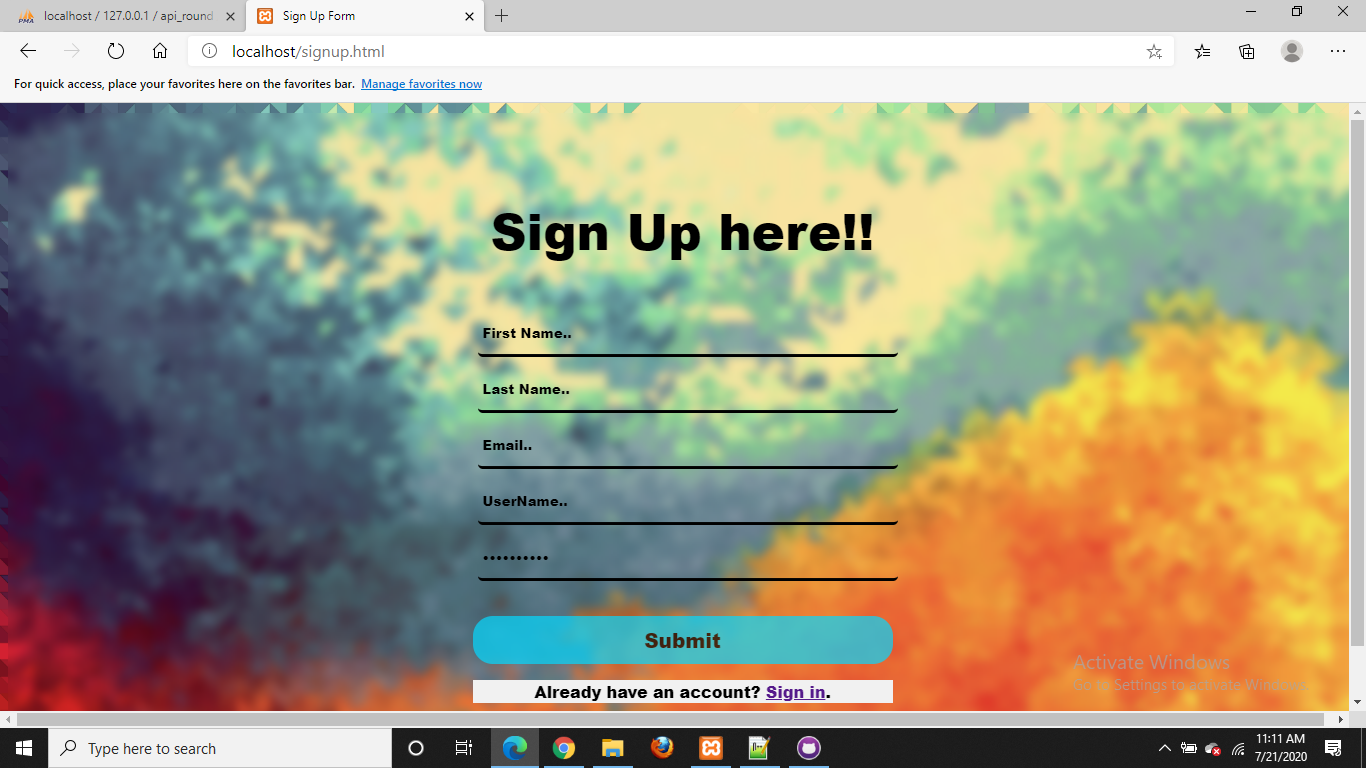 localhost / 127.0.0.1 / api_round
Sign Up Form
localhost/signup.html
For quick access, place your favorites here on the favorites bar. Manage favorites now
Sign Up here!!
First Name..
Last Name..
Email..
UserName..
••••••••••
Submit
Already have an account? Sign in.
Activate Windows
Go to Settings to activate Windows.
Type here to search
11:11 AM
7/21/2020